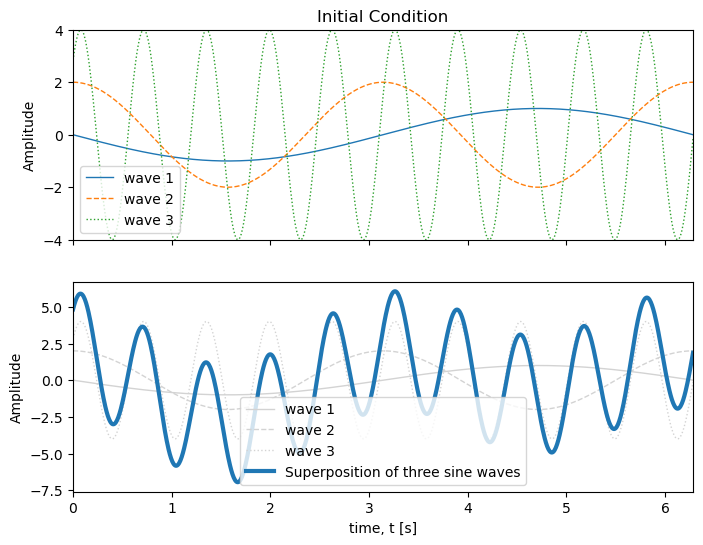 Initial Condition
4
2
0
−2
−4
Amplitude
wave 1
wave 2
wave 3
5.0
2.5
0.0
−2.5
−5.0
−7.5
Amplitude
wave 1
wave 2
wave 3
Superposition of three sine waves
0 1 2 3 4 5 6
time, t [s]